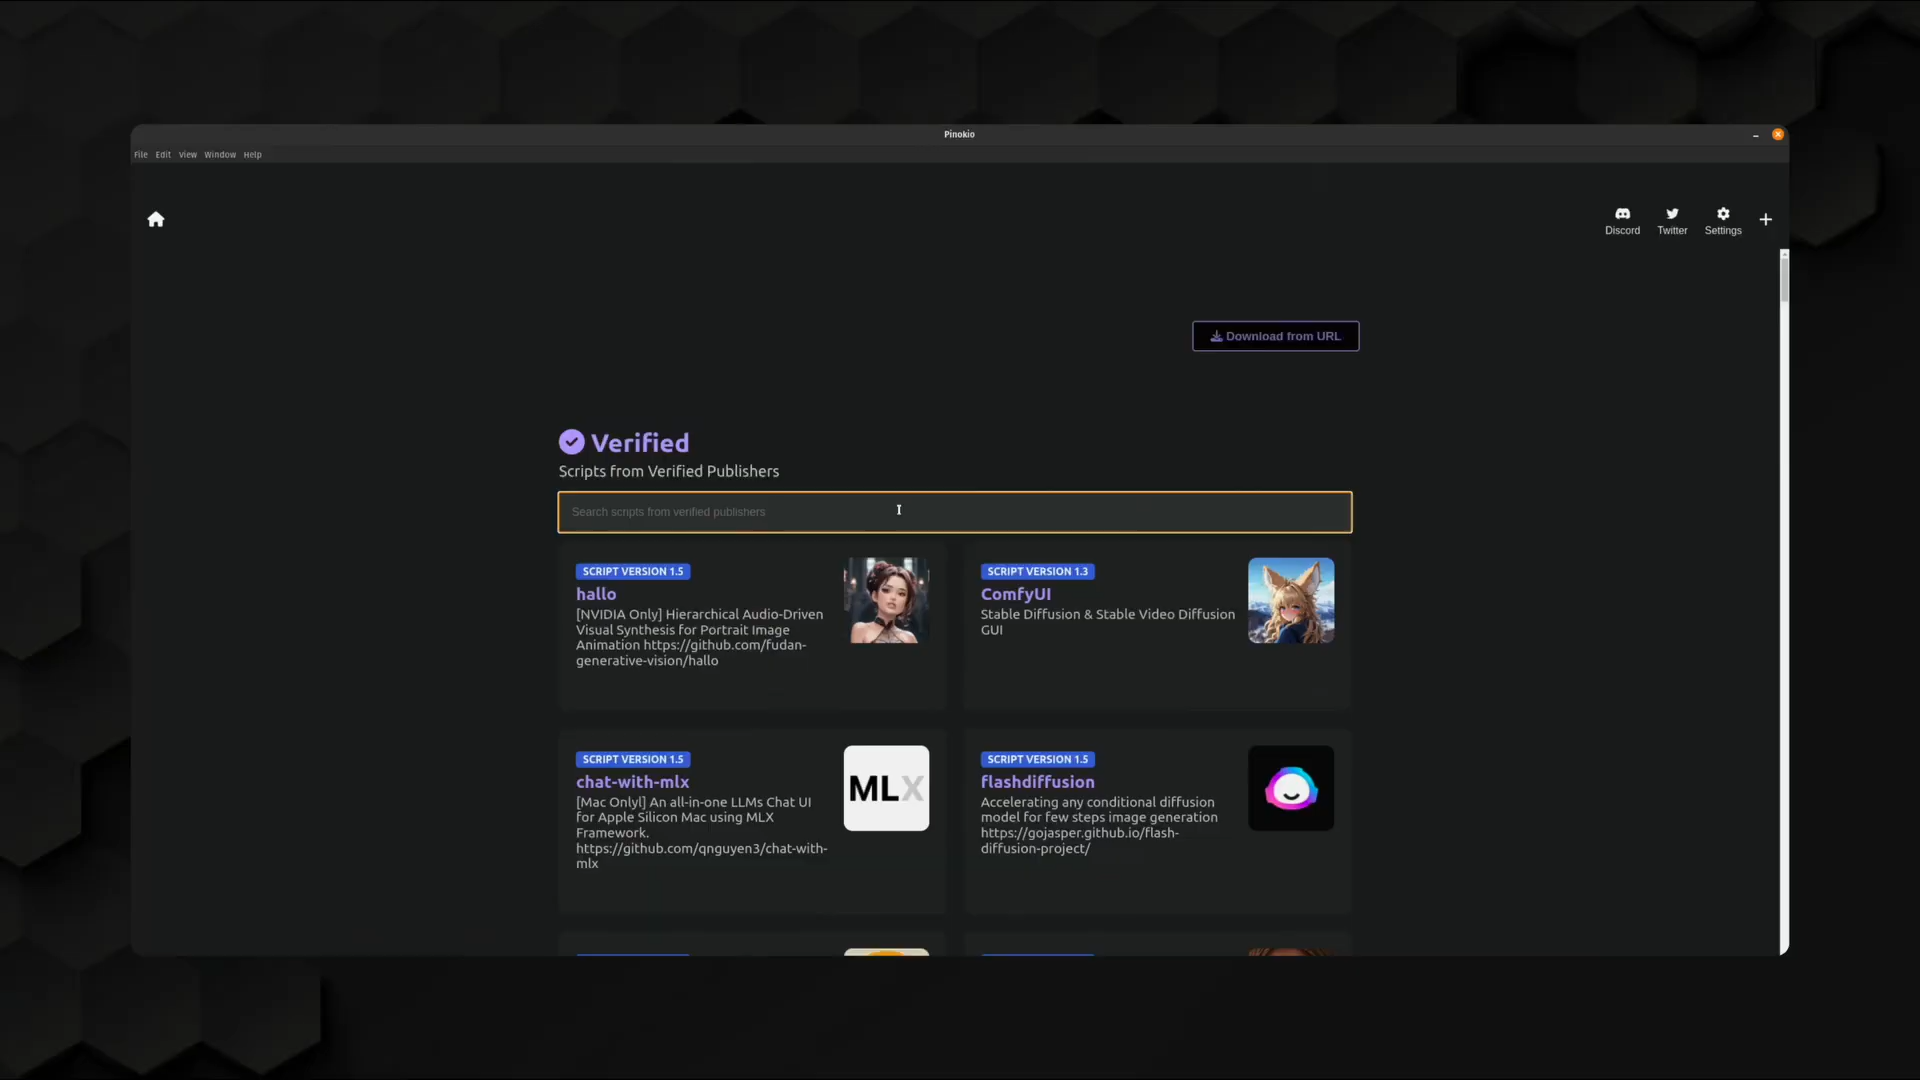 Pinokio
File Edit View Window Help
Discord Twitter Settings
Download from URL
Verified
Scripts from Verified Publishers
Search scripts from verified publishers
SCRIPT VERSION 1.5
hallo
[NVIDIA Only] Hierarchical Audio-Driven
Visual Synthesis for Portrait Image
Animation https://github.com/fudan-
generative-vision/hallo
SCRIPT VERSION 1.3
ComfyUI
Stable Diffusion & Stable Video Diffusion
GUI
SCRIPT VERSION 1.5
chat-with-mlx
[Mac Onlyl] An all-in-one LLMs Chat UI
for Apple Silicon Mac using MLX
Framework.
https://github.com/qnguyen3/chat-with-
mlx
MLX
SCRIPT VERSION 1.5
flashdiffusion
Accelerating any conditional diffusion
model for few steps image generation
https://gojasper.github.io/flash-
diffusion-project/